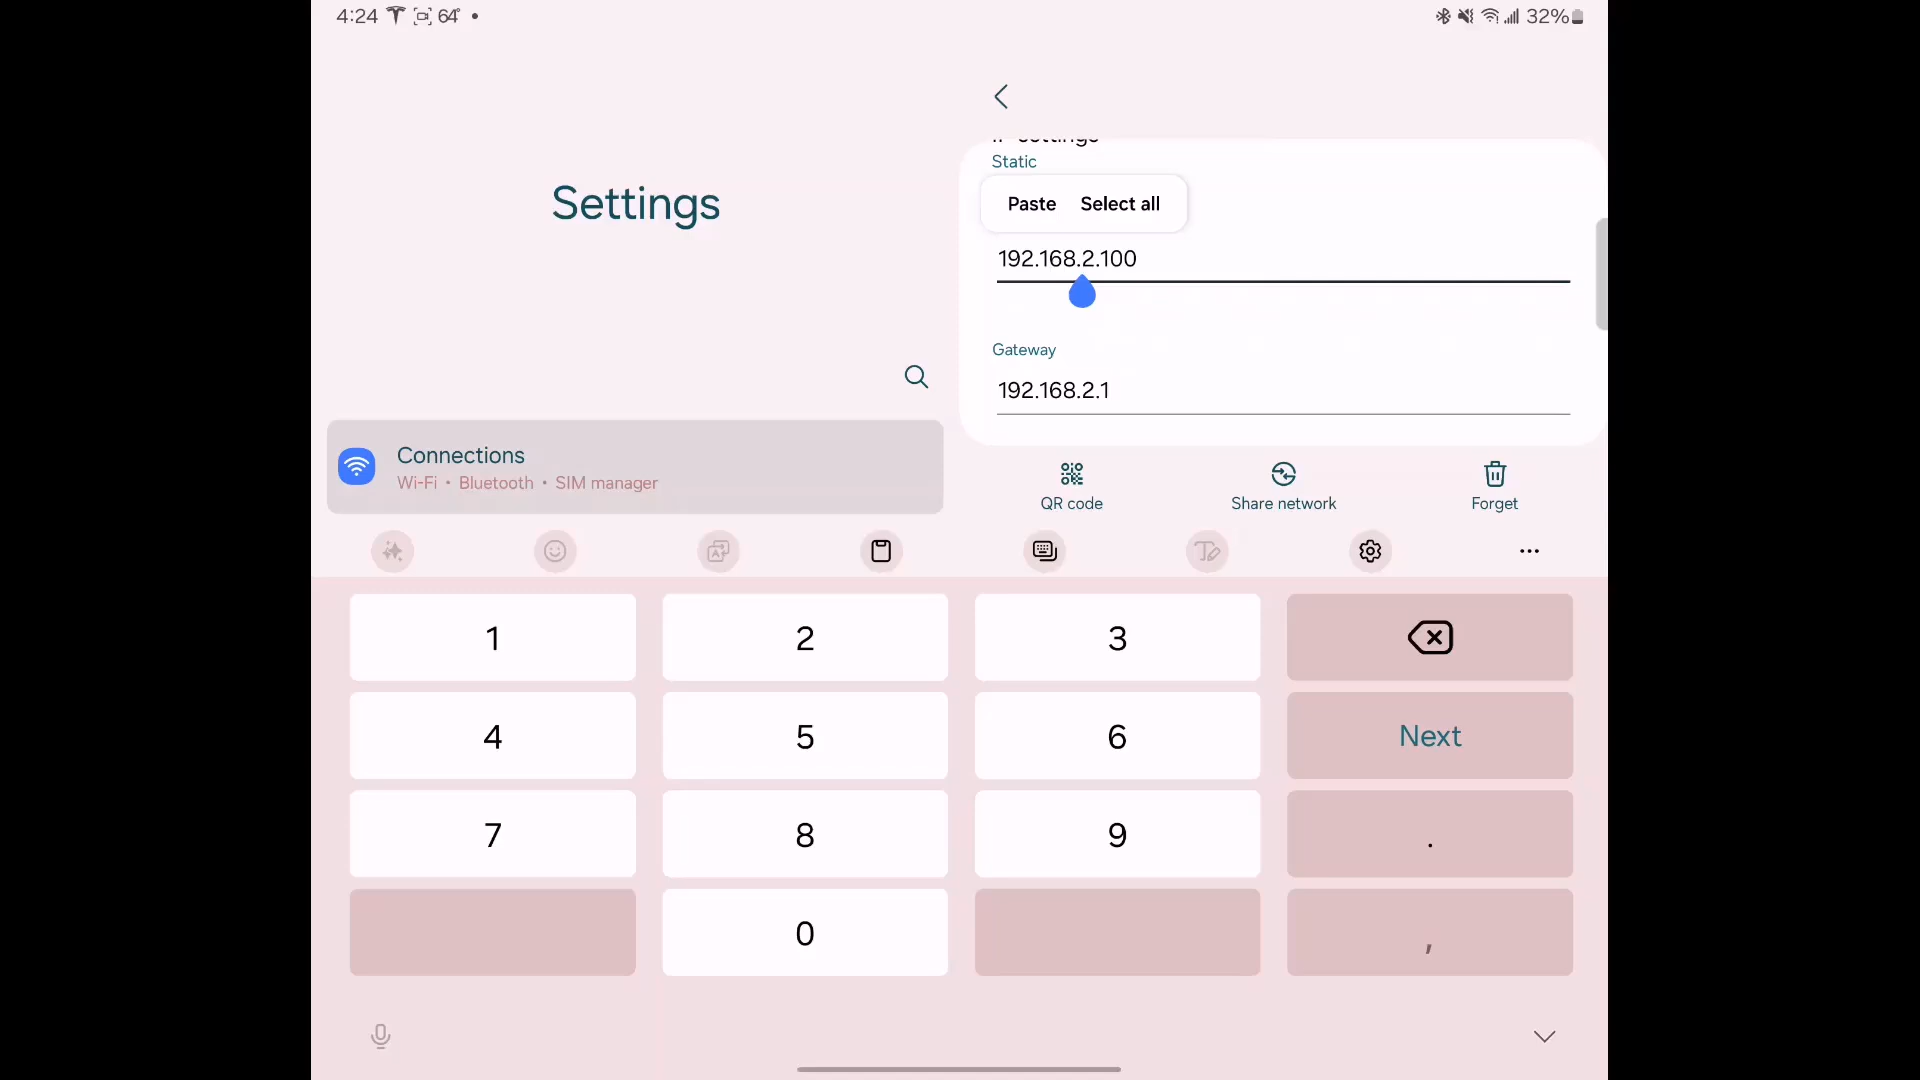 4:24 64°
32%
Settings
IP settings
Static
Paste Select all
192.168.2.100
Gateway
192.168.2.1
Connections
Wi-Fi • Bluetooth • SIM manager
QR code
Share network
Forget
1 2 3
4 5 6 Next
7 8 9 .
0 ,